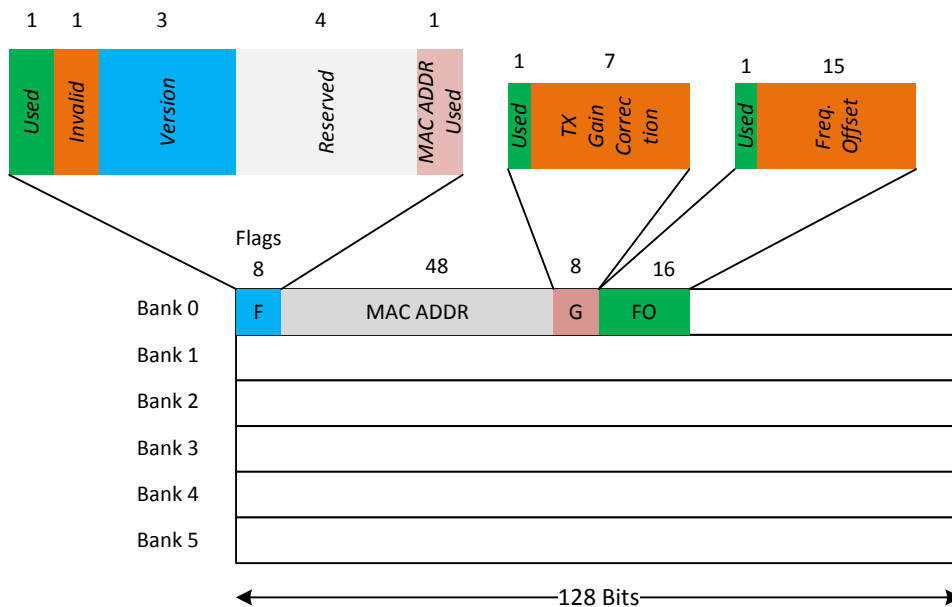 1 1 3 4 1
Used
Invalid
Version
Reserved
MAC ADDR
Used
1 7
Used
TX
Gain
Correc
tion
1 15
Used
Freq.
Offset
Flags
8 48 8 16
Bank 0 F MAC ADDR G FO
Bank 1
Bank 2
Bank 3
Bank 4
Bank 5
128 Bits